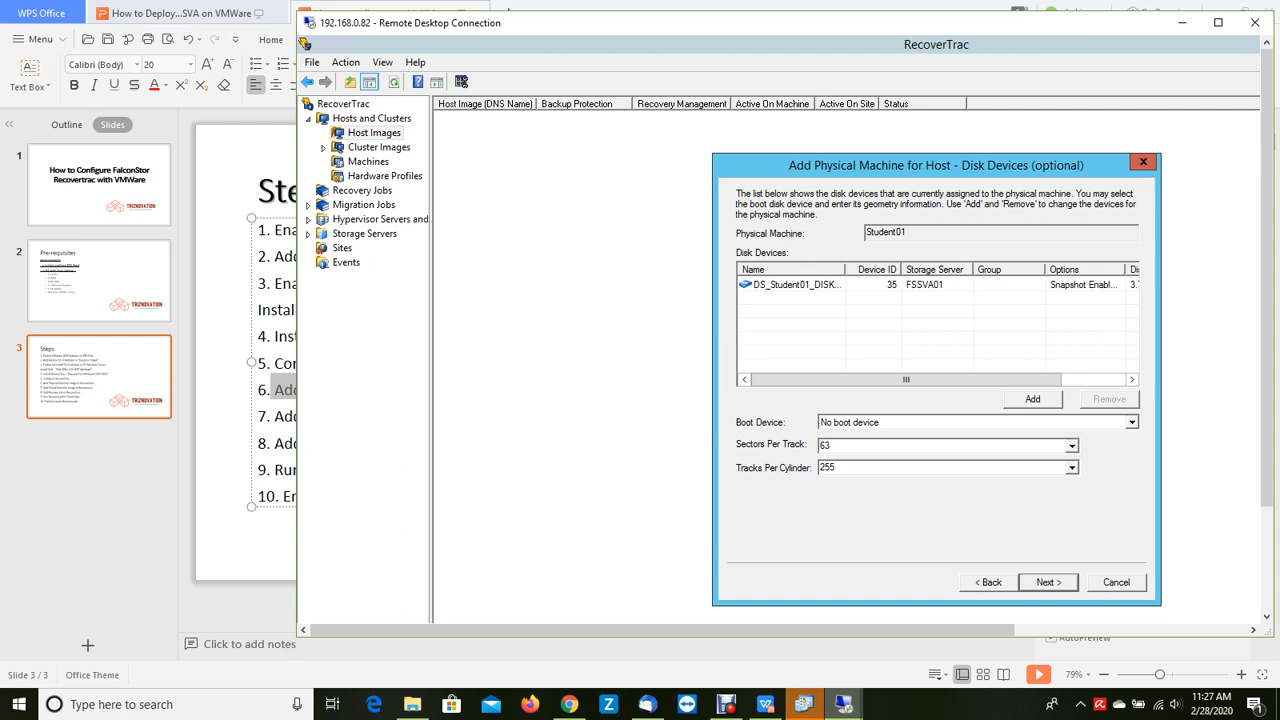 WPS Office
How to Deploy...SVA on VMWare
192.168.0.82 - Remote Desktop Connection
Menu
Home
RecoverTrac
File Action View Help
Calibri (Body)
20
Text Box
B I U S A X² X₂
Outline
Slides
RecoverTrac
Hosts and Clusters
Host Images
Cluster Images
Machines
Hardware Profiles
Recovery Jobs
Migration Jobs
Hypervisor Servers and
Storage Servers
Sites
Events
Host Image (DNS Name) Backup Protection Recovery Management Active On Machine Active On Site Status
1
How to Configure FalconStor
Recovertrac with VMWare
TRIZNOVATION
2
Pre-requisites
TRIZNOVATION
3
Steps
TRIZNOVATION
Ste
1. Ena
2. Add
3. Ena
Instal
4. Inst
5. Con
6. Add
7. Add
8. Add
9. Run
10. En
Add Physical Machine for Host - Disk Devices (optional)
The list below shows the disk devices that are currently assigned to the physical machine. You may select
the boot disk device and enter its geometry information. Use 'Add' and 'Remove' to change the devices for
the physical machine.
Physical Machine: Student01
Disk Devices:
Name Device ID Storage Server Group Options Di
DS_Student01_DISK... 35 FSSVA01 Snapshot Enabl... 3.
Add Remove
Boot Device: No boot device
Sectors Per Track: 63
Tracks Per Cylinder: 255
< Back Next > Cancel
Click to add notes
AutoPreview
Slide 3 / 3
Office Theme
79%
Type here to search
11:27 AM
2/28/2020